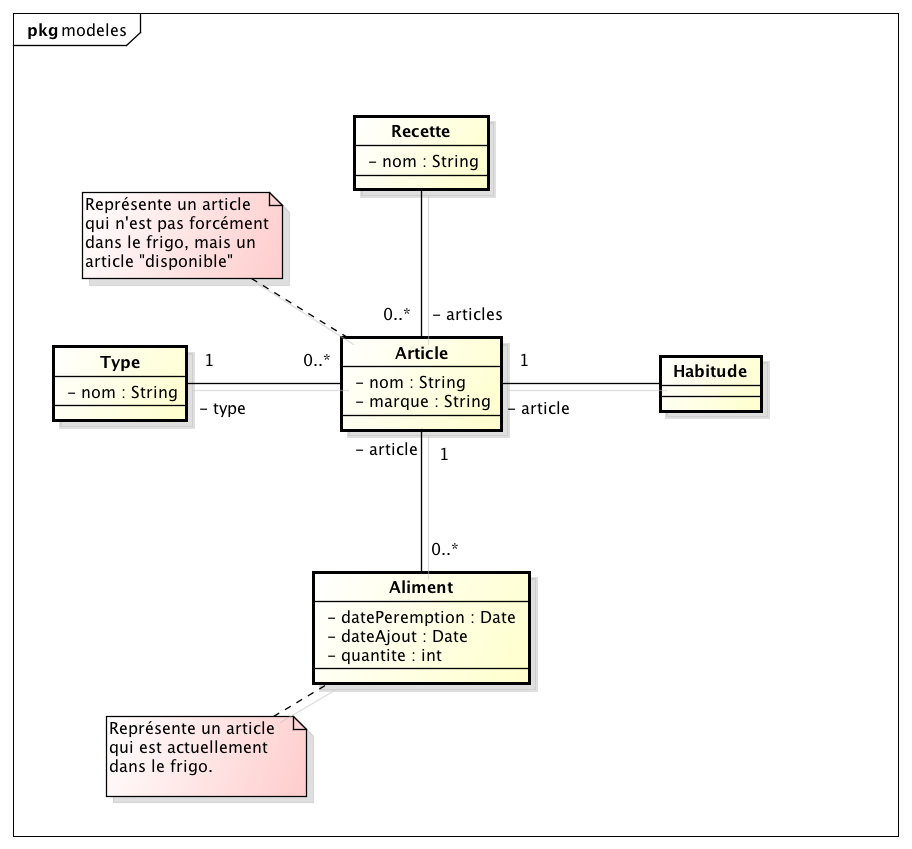 pkg modeles
Recette
- nom : String
Représente un article
qui n'est pas forcément
dans le frigo, mais un
article "disponible"
0..*
- articles
Type
- nom : String
1
- type
0..*
Article
- nom : String
- marque : String
1
- article
Habitude
- article
1
0..*
Aliment
- datePeremption : Date
- dateAjout : Date
- quantite : int
Représente un article
qui est actuellement
dans le frigo.